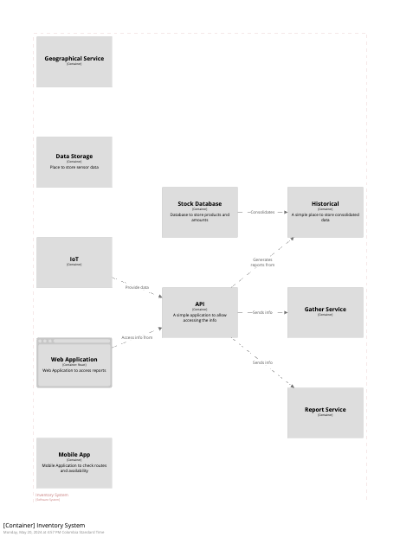 Geographical Service
[Container]
Data Storage
[Container]
Place to store sensor data
Stock Database
[Container]
Database to store products and
amounts
Consolidates
Historical
[Container]
A simple place to store consolidated
data
IoT
[Container]
Generates
reports from
Provide data
API
[Container]
A simple application to allow
accessing the info
Sends info
Gather Service
[Container]
Access info from
Web Application
Web Application to access reports
Sends info
Report Service
[Container]
Mobile App
[Container]
Mobile Application to check routes
and availability
Inventory System
[Software System]
[Container] Inventory System